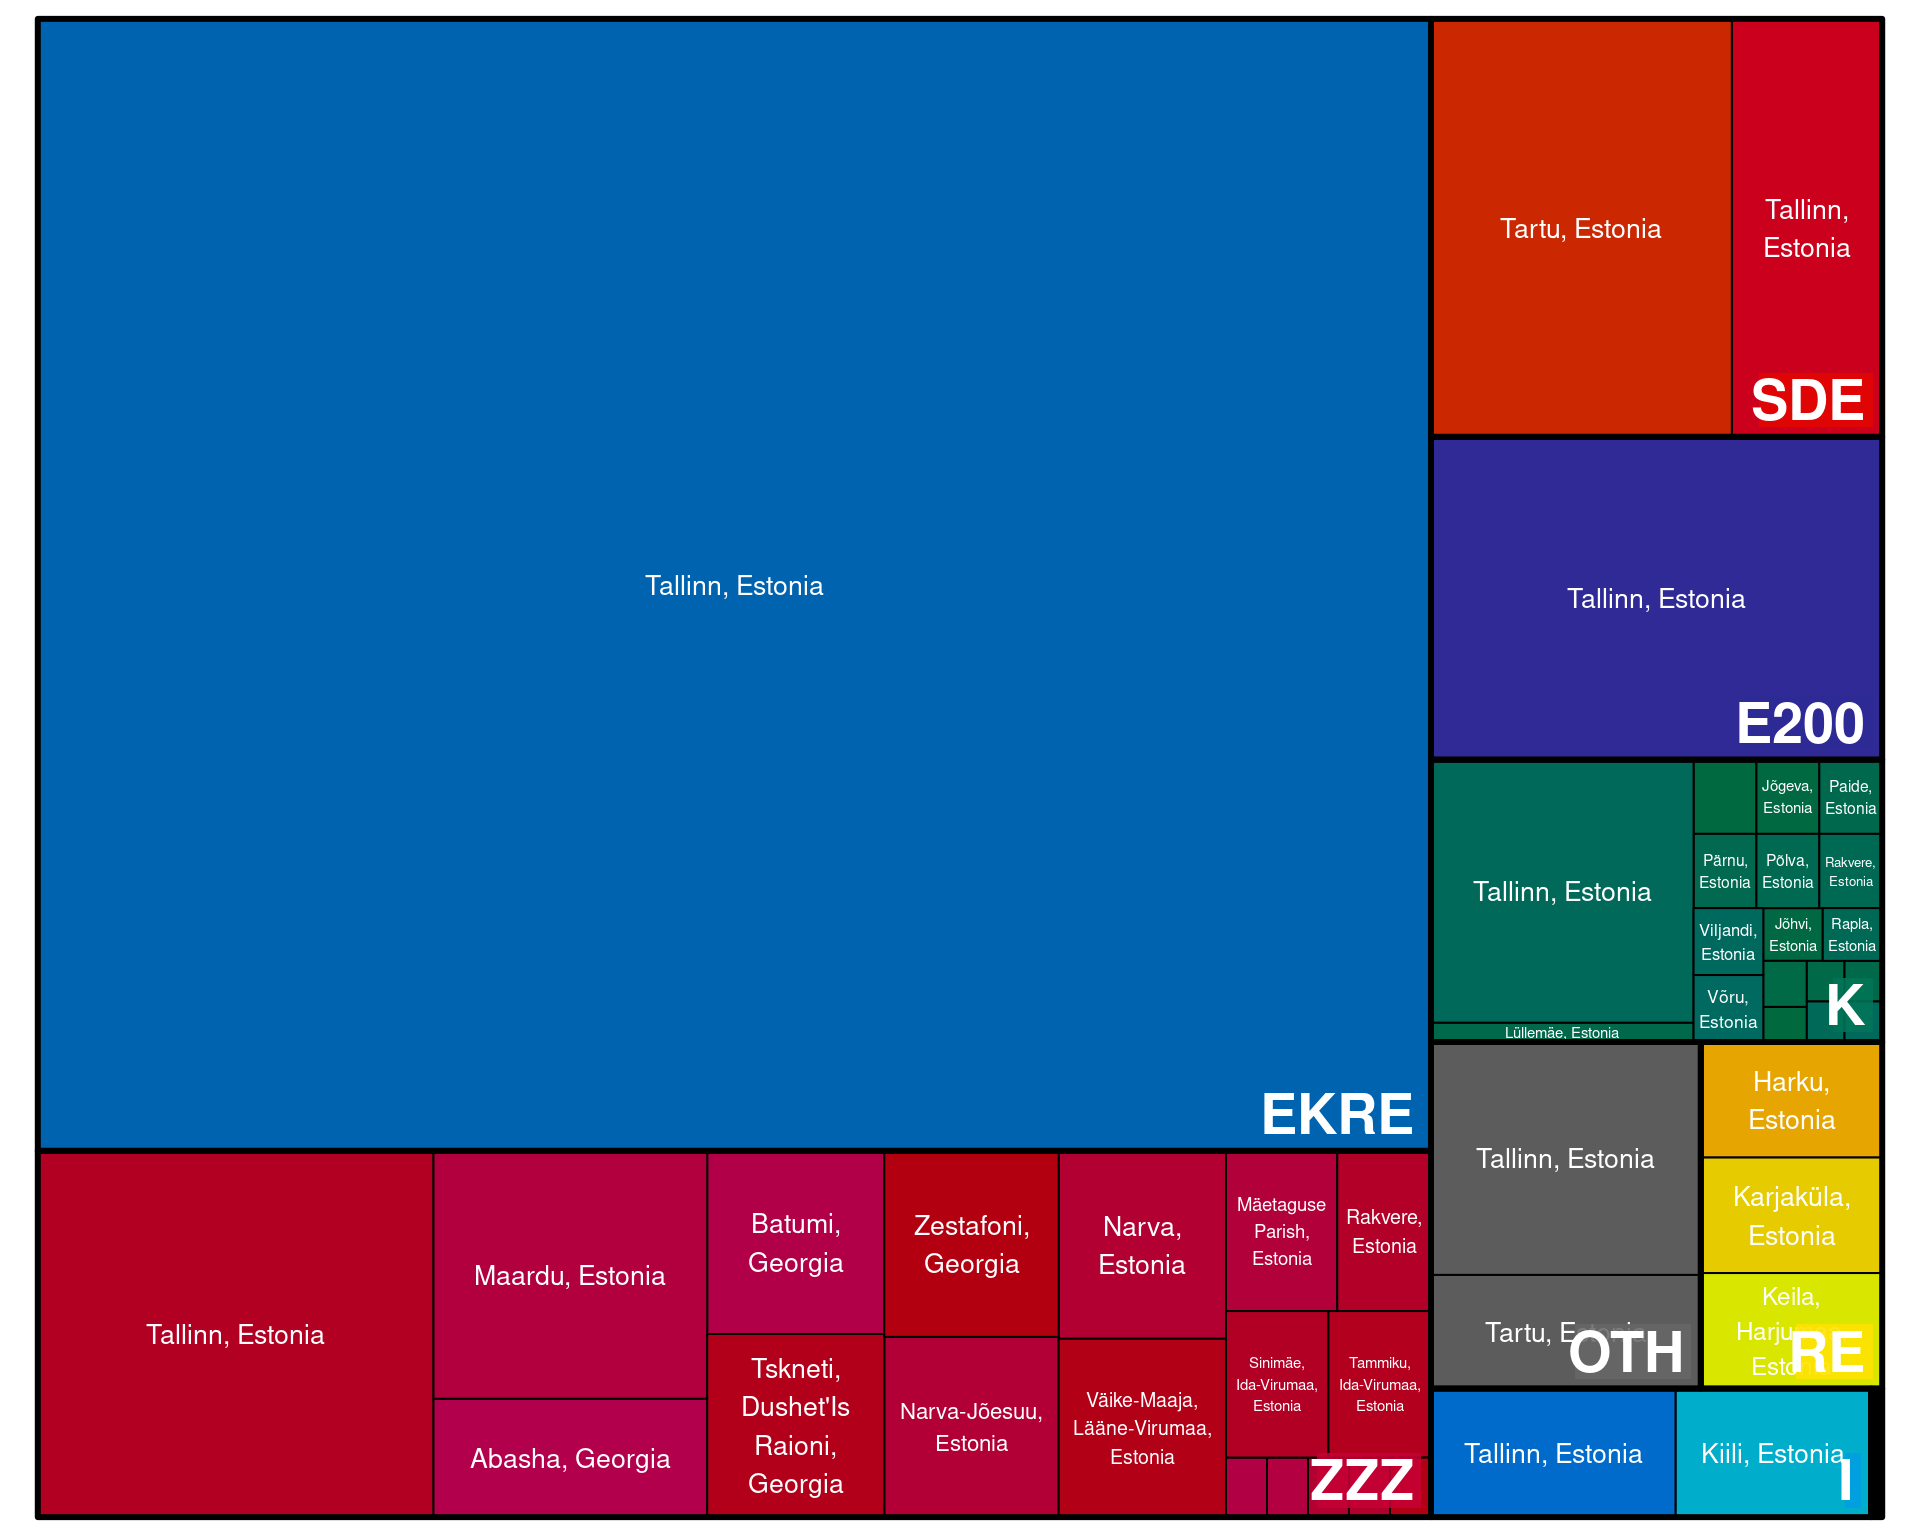 Tallinn, Estonia
EKRE
Tartu, Estonia
Tallinn,
Estonia
SDE
Tallinn, Estonia
E200
Tallinn, Estonia
Lüllemäe, Estonia
Jõgeva,
Estonia
Paide,
Estonia
Pärnu,
Estonia
Põlva,
Estonia
Rakvere,
Estonia
Viljandi,
Estonia
Jõhvi,
Estonia
Rapla,
Estonia
Võru,
Estonia
K
Tallinn, Estonia
Tartu, Estonia
OTH
Harku,
Estonia
Karjaküla,
Estonia
Keila,
RE
Tallinn, Estonia
Kiili, Estonia
I
Tallinn, Estonia
Maardu, Estonia
Abasha, Georgia
Batumi,
Georgia
Tskneti,
Dushet'Is
Raioni,
Georgia
Zestafoni,
Georgia
Narva-Jõesuu,
Estonia
Narva,
Estonia
Väike-Maaja,
Lääne-Virumaa,
Estonia
Mäetaguse
Parish,
Estonia
Rakvere,
Estonia
Sinimäe,
Ida-Virumaa,
Estonia
Tammiku,
Ida-Virumaa,
Estonia
ZZZ